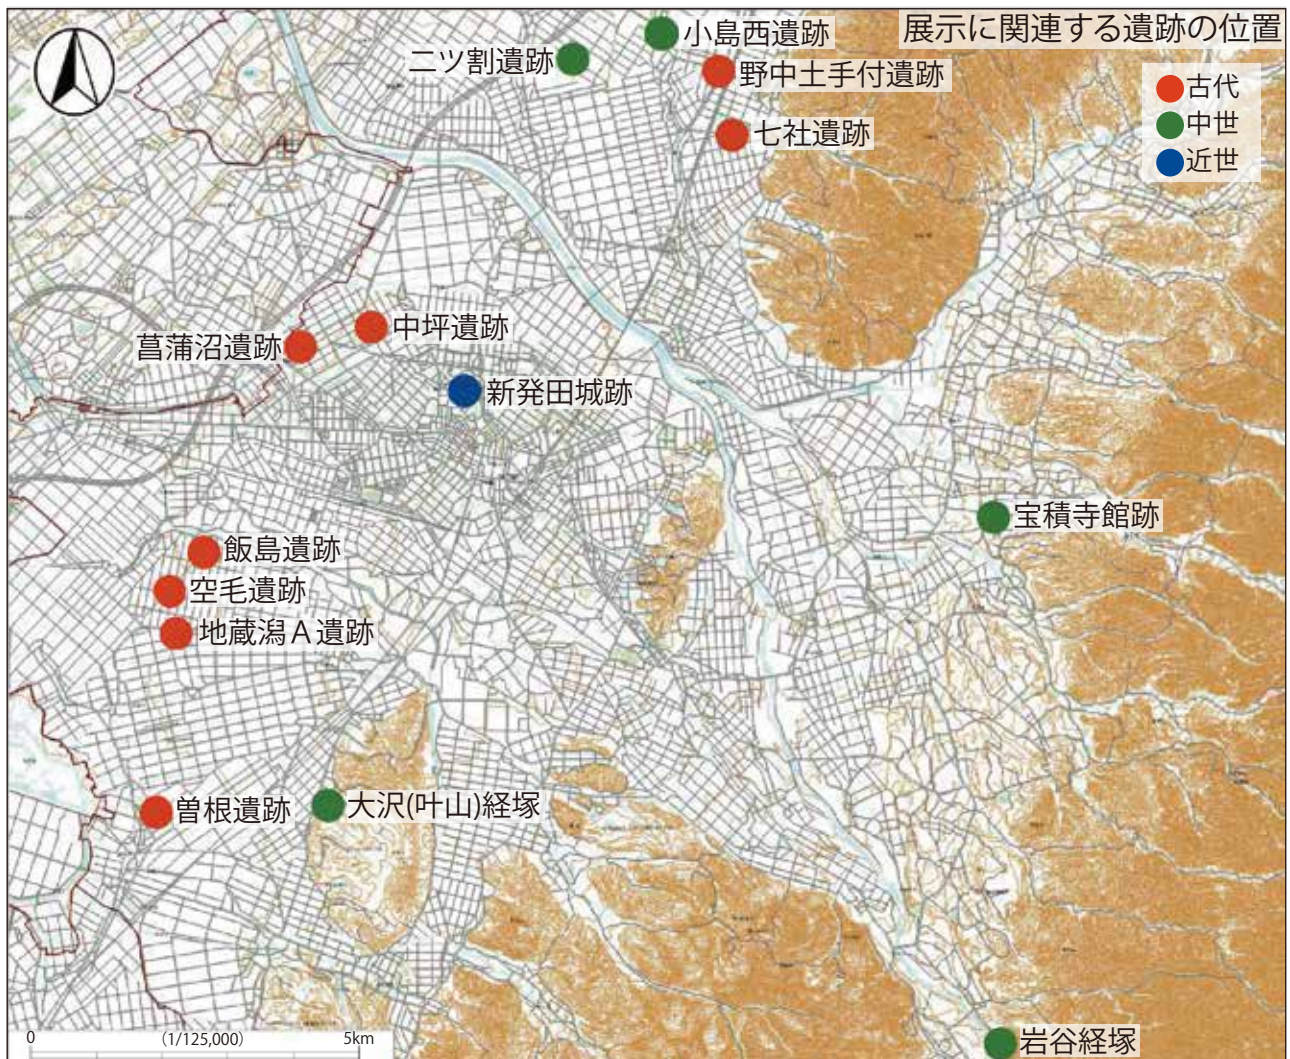 展示に関連する遺跡の位置
古代
中世
近世
小島西遺跡
二ツ割遺跡
野中土手付遺跡
七社遺跡
中坪遺跡
菖蒲沼遺跡
新発田城跡
宝積寺館跡
飯島遺跡
空毛遺跡
地蔵潟A遺跡
曽根遺跡
大沢(叶山)経塚
岩谷経塚
0 (1/125,000) 5km